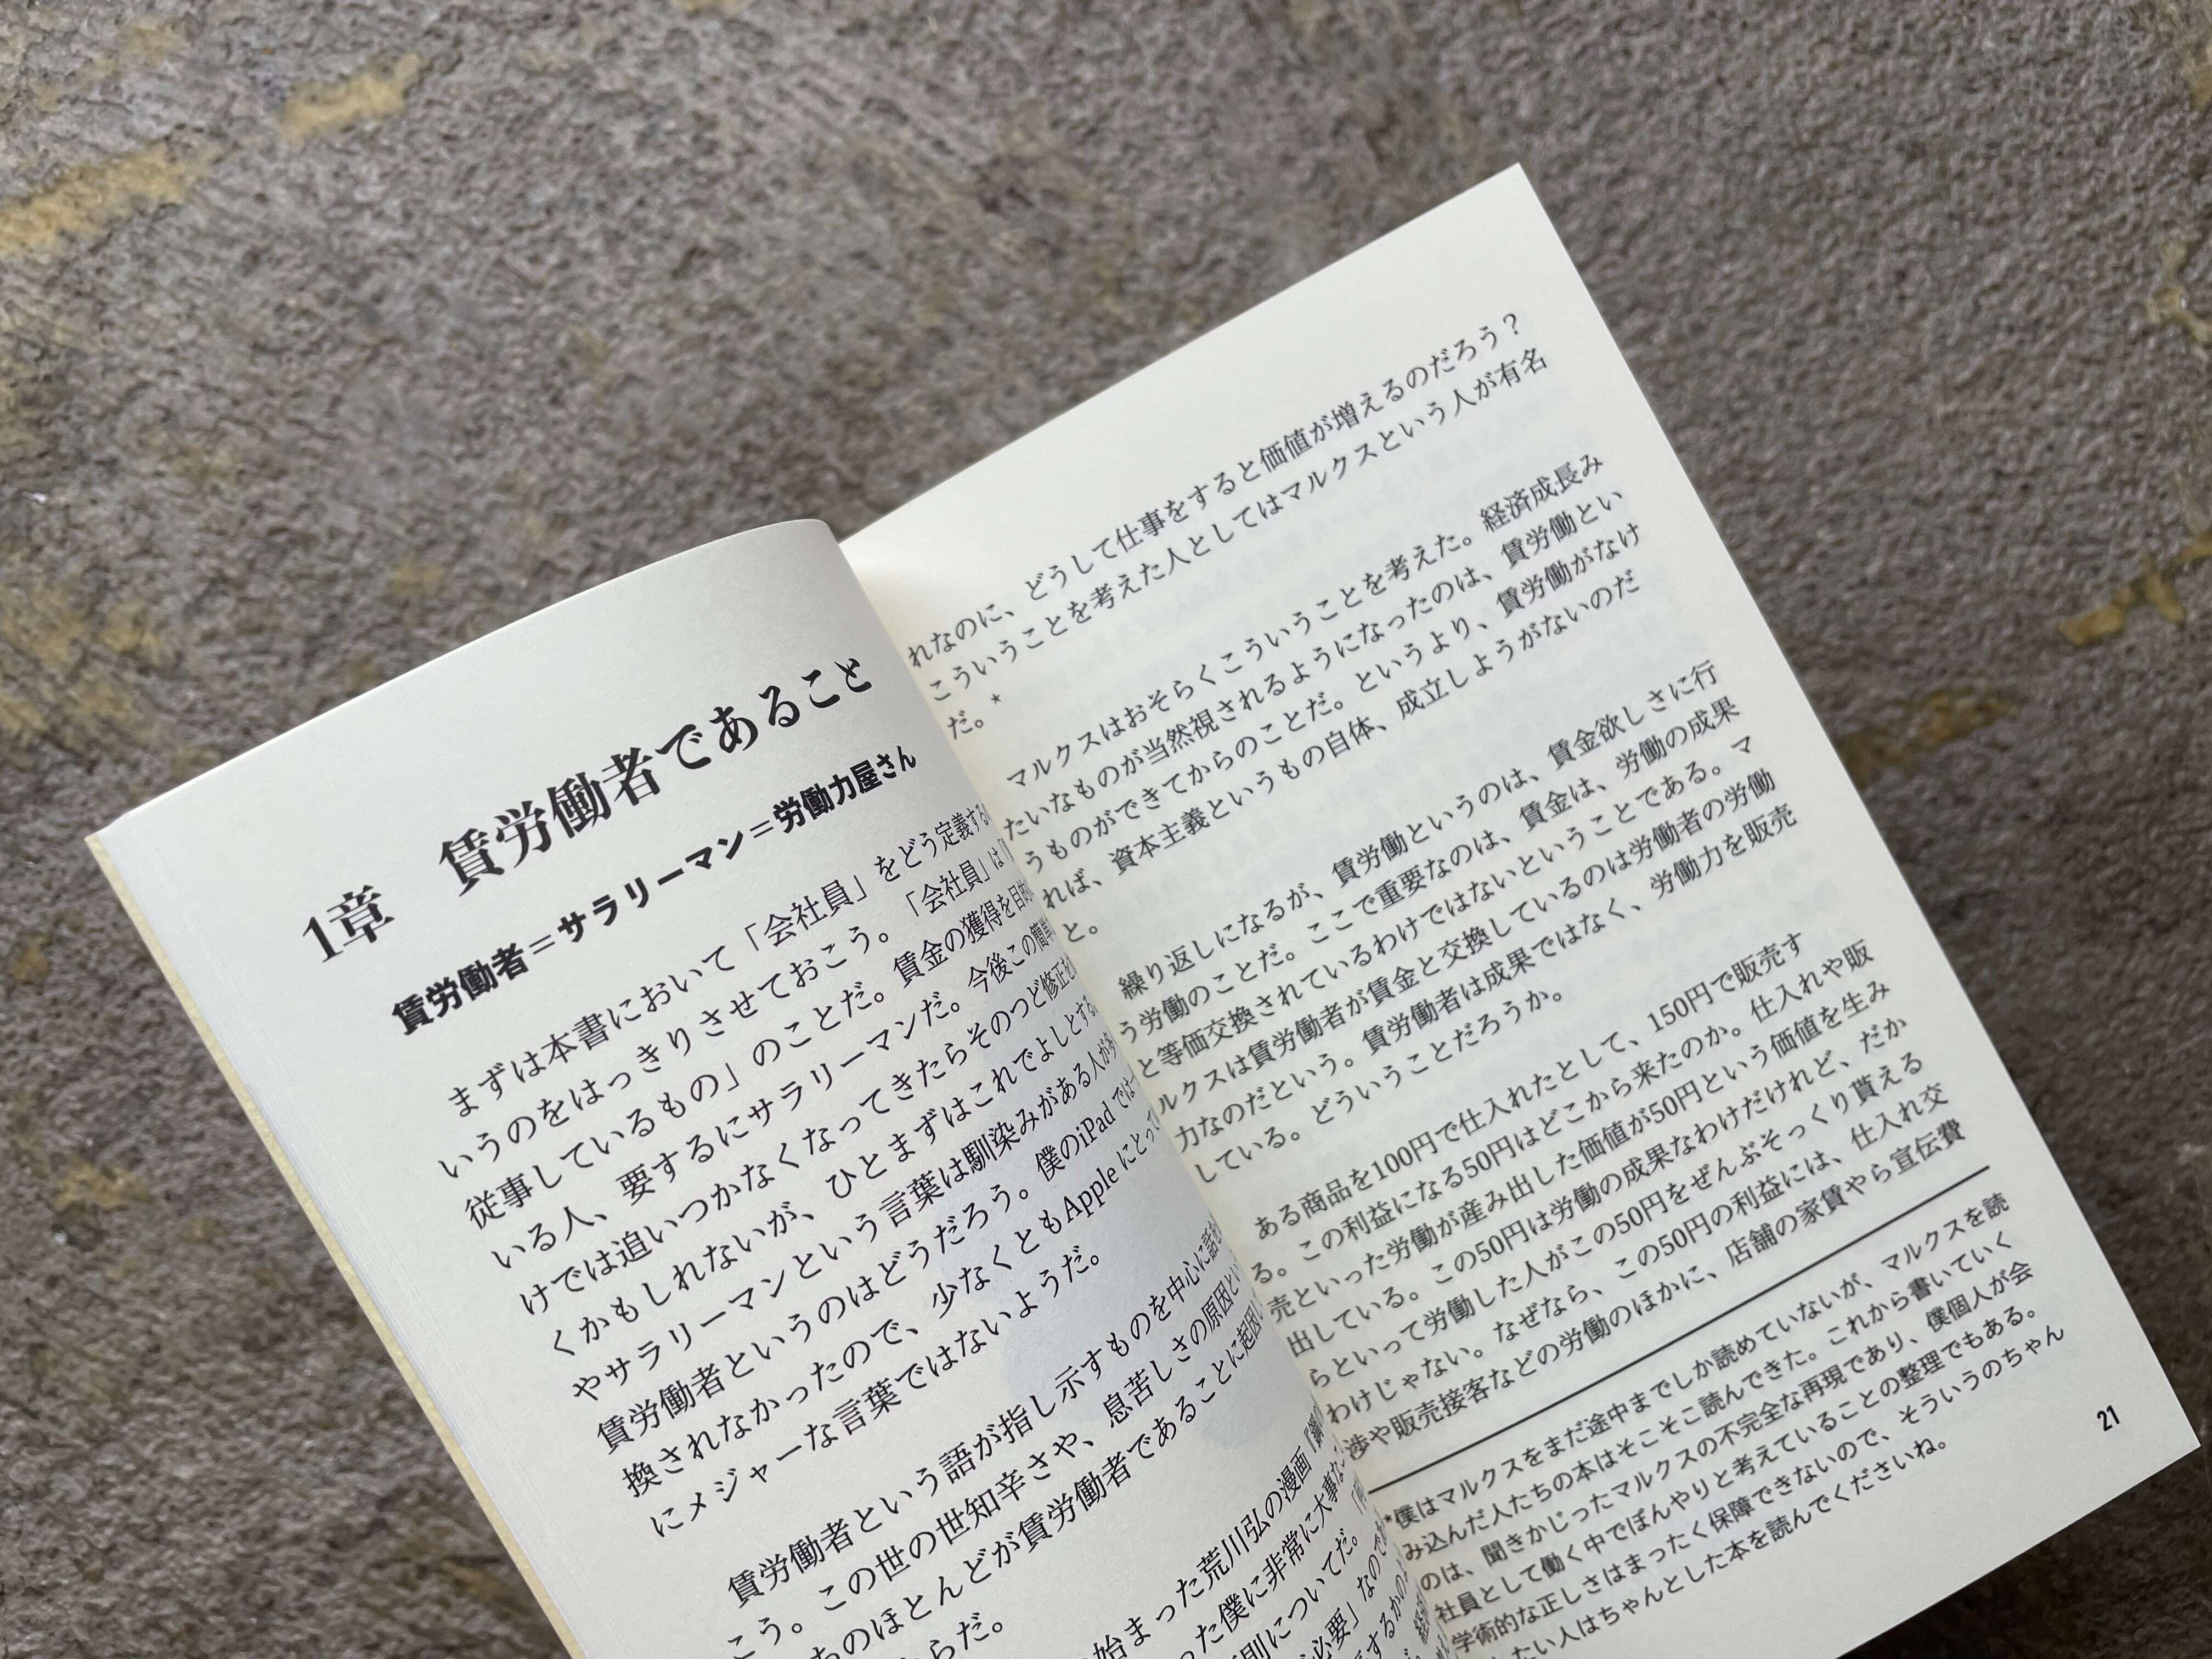 1章　賃労働者であること
賃労働者＝サラリーマン＝労働力屋さん
まずは本書において「会社員」をどう定義する
いうのをはっきりさせておこう。「会社員」は「
従事しているもの」のことだ。賃金の獲得を目的
いる人、要するにサラリーマンだ。今後この簡単
けでは追いつかなくなってきたらそのつど修正を
くかもしれないが、ひとまずはこれでよしとする。
やサラリーマンという言葉は馴染みがある人が多
賃労働者というのはどうだろう。僕のiPadでは一
換されなかったので、少なくともAppleにとって
にメジャーな言葉ではないようだ。
賃労働者という語が指し示すものを中心に話を
こう。この世の世知辛さや、息苦しさの原因とい
ものほとんどが賃労働者であることに起因
らだ。
始まった荒川弘の漫画『鋼
った僕に非常に大事なこ
則についてだ。「
必要」なのでか
するかのよ
れなのに、どうして仕事をすると価値が増えるのだろう？
こういうことを考えた人としてはマルクスという人が有名
だ。*
マルクスはおそらくこういうことを考えた。経済成長み
たいなものが当然視されるようになったのは、賃労働とい
うものができてからのことだ。というより、賃労働がなけ
れば、資本主義というもの自体、成立しようがないのだ
と。
繰り返しになるが、賃労働というのは、賃金欲しさに行
う労働のことだ。ここで重要なのは、賃金は、労働の成果
と等価交換されているわけではないということである。マ
ルクスは賃労働者が賃金と交換しているのは労働者の労働
力なのだという。賃労働者は成果ではなく、労働力を販売
している。どういうことだろうか。
ある商品を100円で仕入れたとして、150円で販売す
る。この利益になる50円はどこから来たのか。仕入れや販
売といった労働が産み出した価値が50円という価値を生み
出している。この50円は労働の成果なわけだけれど、だか
らといって労働した人がこの50円をぜんぶそっくり貰える
わけじゃない。なぜなら、この50円の利益には、仕入れ交
渉や販売接客などの労働のほかに、店舗の家賃やら宣伝費
*僕はマルクスをまだ途中までしか読めていないが、マルクスを読
み込んだ人たちの本はそこそこ読んできた。これから書いていく
のは、聞きかじったマルクスの不完全な再現であり、僕個人が会
社員として働く中でぼんやりと考えていることの整理でもある。
学術的な正しさはまったく保障できないので、そういうのちゃん
たい人はちゃんとした本を読んでくださいね。
21